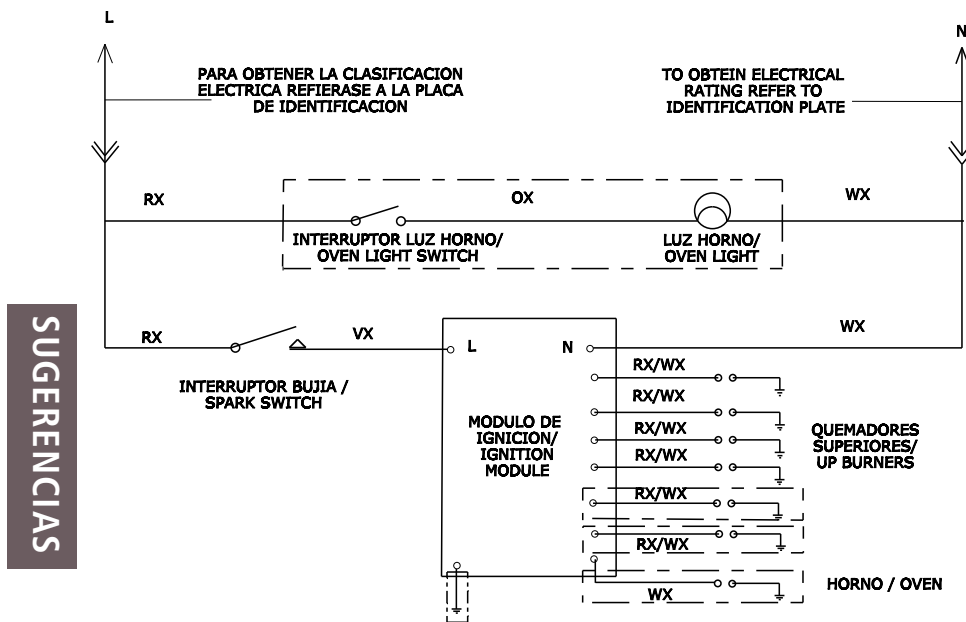 L
N
PARA OBTENER LA CLASIFICACION
ELECTRICA REFIERASE A LA PLACA
DE IDENTIFICACION
TO OBTEIN ELECTRICAL
RATING REFER TO
IDENTIFICATION PLATE
RX
OX
WX
INTERRUPTOR LUZ HORNO/
OVEN LIGHT SWITCH
LUZ HORNO/
OVEN LIGHT
RX
VX
L
N
WX
INTERRUPTOR BUJIA /
SPARK SWITCH
MODULO DE
IGNICION/
IGNITION
MODULE
RX/WX
RX/WX
RX/WX
RX/WX
RX/WX
RX/WX
WX
QUEMADORES
SUPERIORES/
UP BURNERS
HORNO / OVEN
SUGERENCIAS